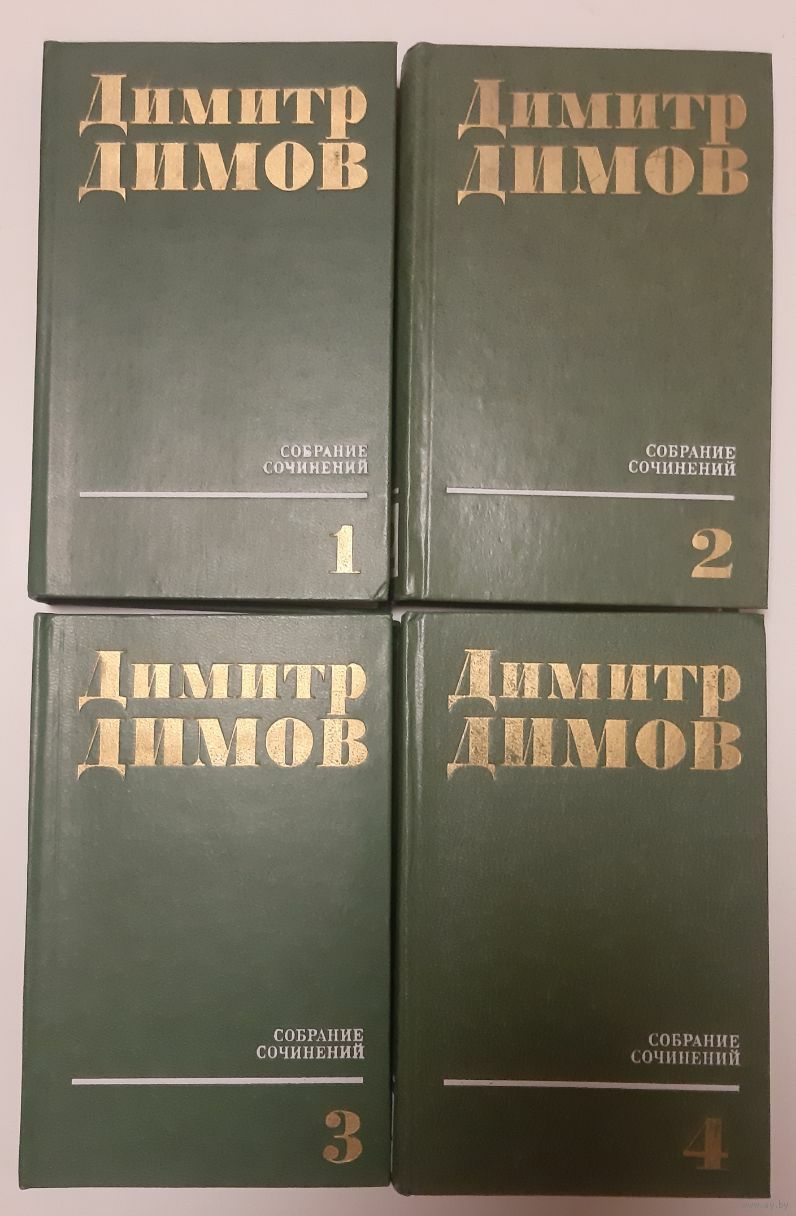 Димитр
ДИМОВ
СОБРАНИЕ
СОЧИНЕНИЙ
1
Димитр
ДИМОВ
СОБРАНИЕ
СОЧИНЕНИЙ
2
Димитр
ДИМОВ
СОБРАНИЕ
СОЧИНЕНИЙ
3
Димитр
ДИМОВ
СОБРАНИЕ
СОЧИНЕНИЙ
4